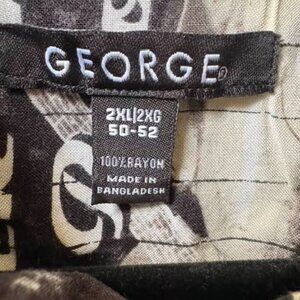 GEORGE®
2XL/2XG
50-52
100% RAYON
MADE IN
BANGLADESH
S